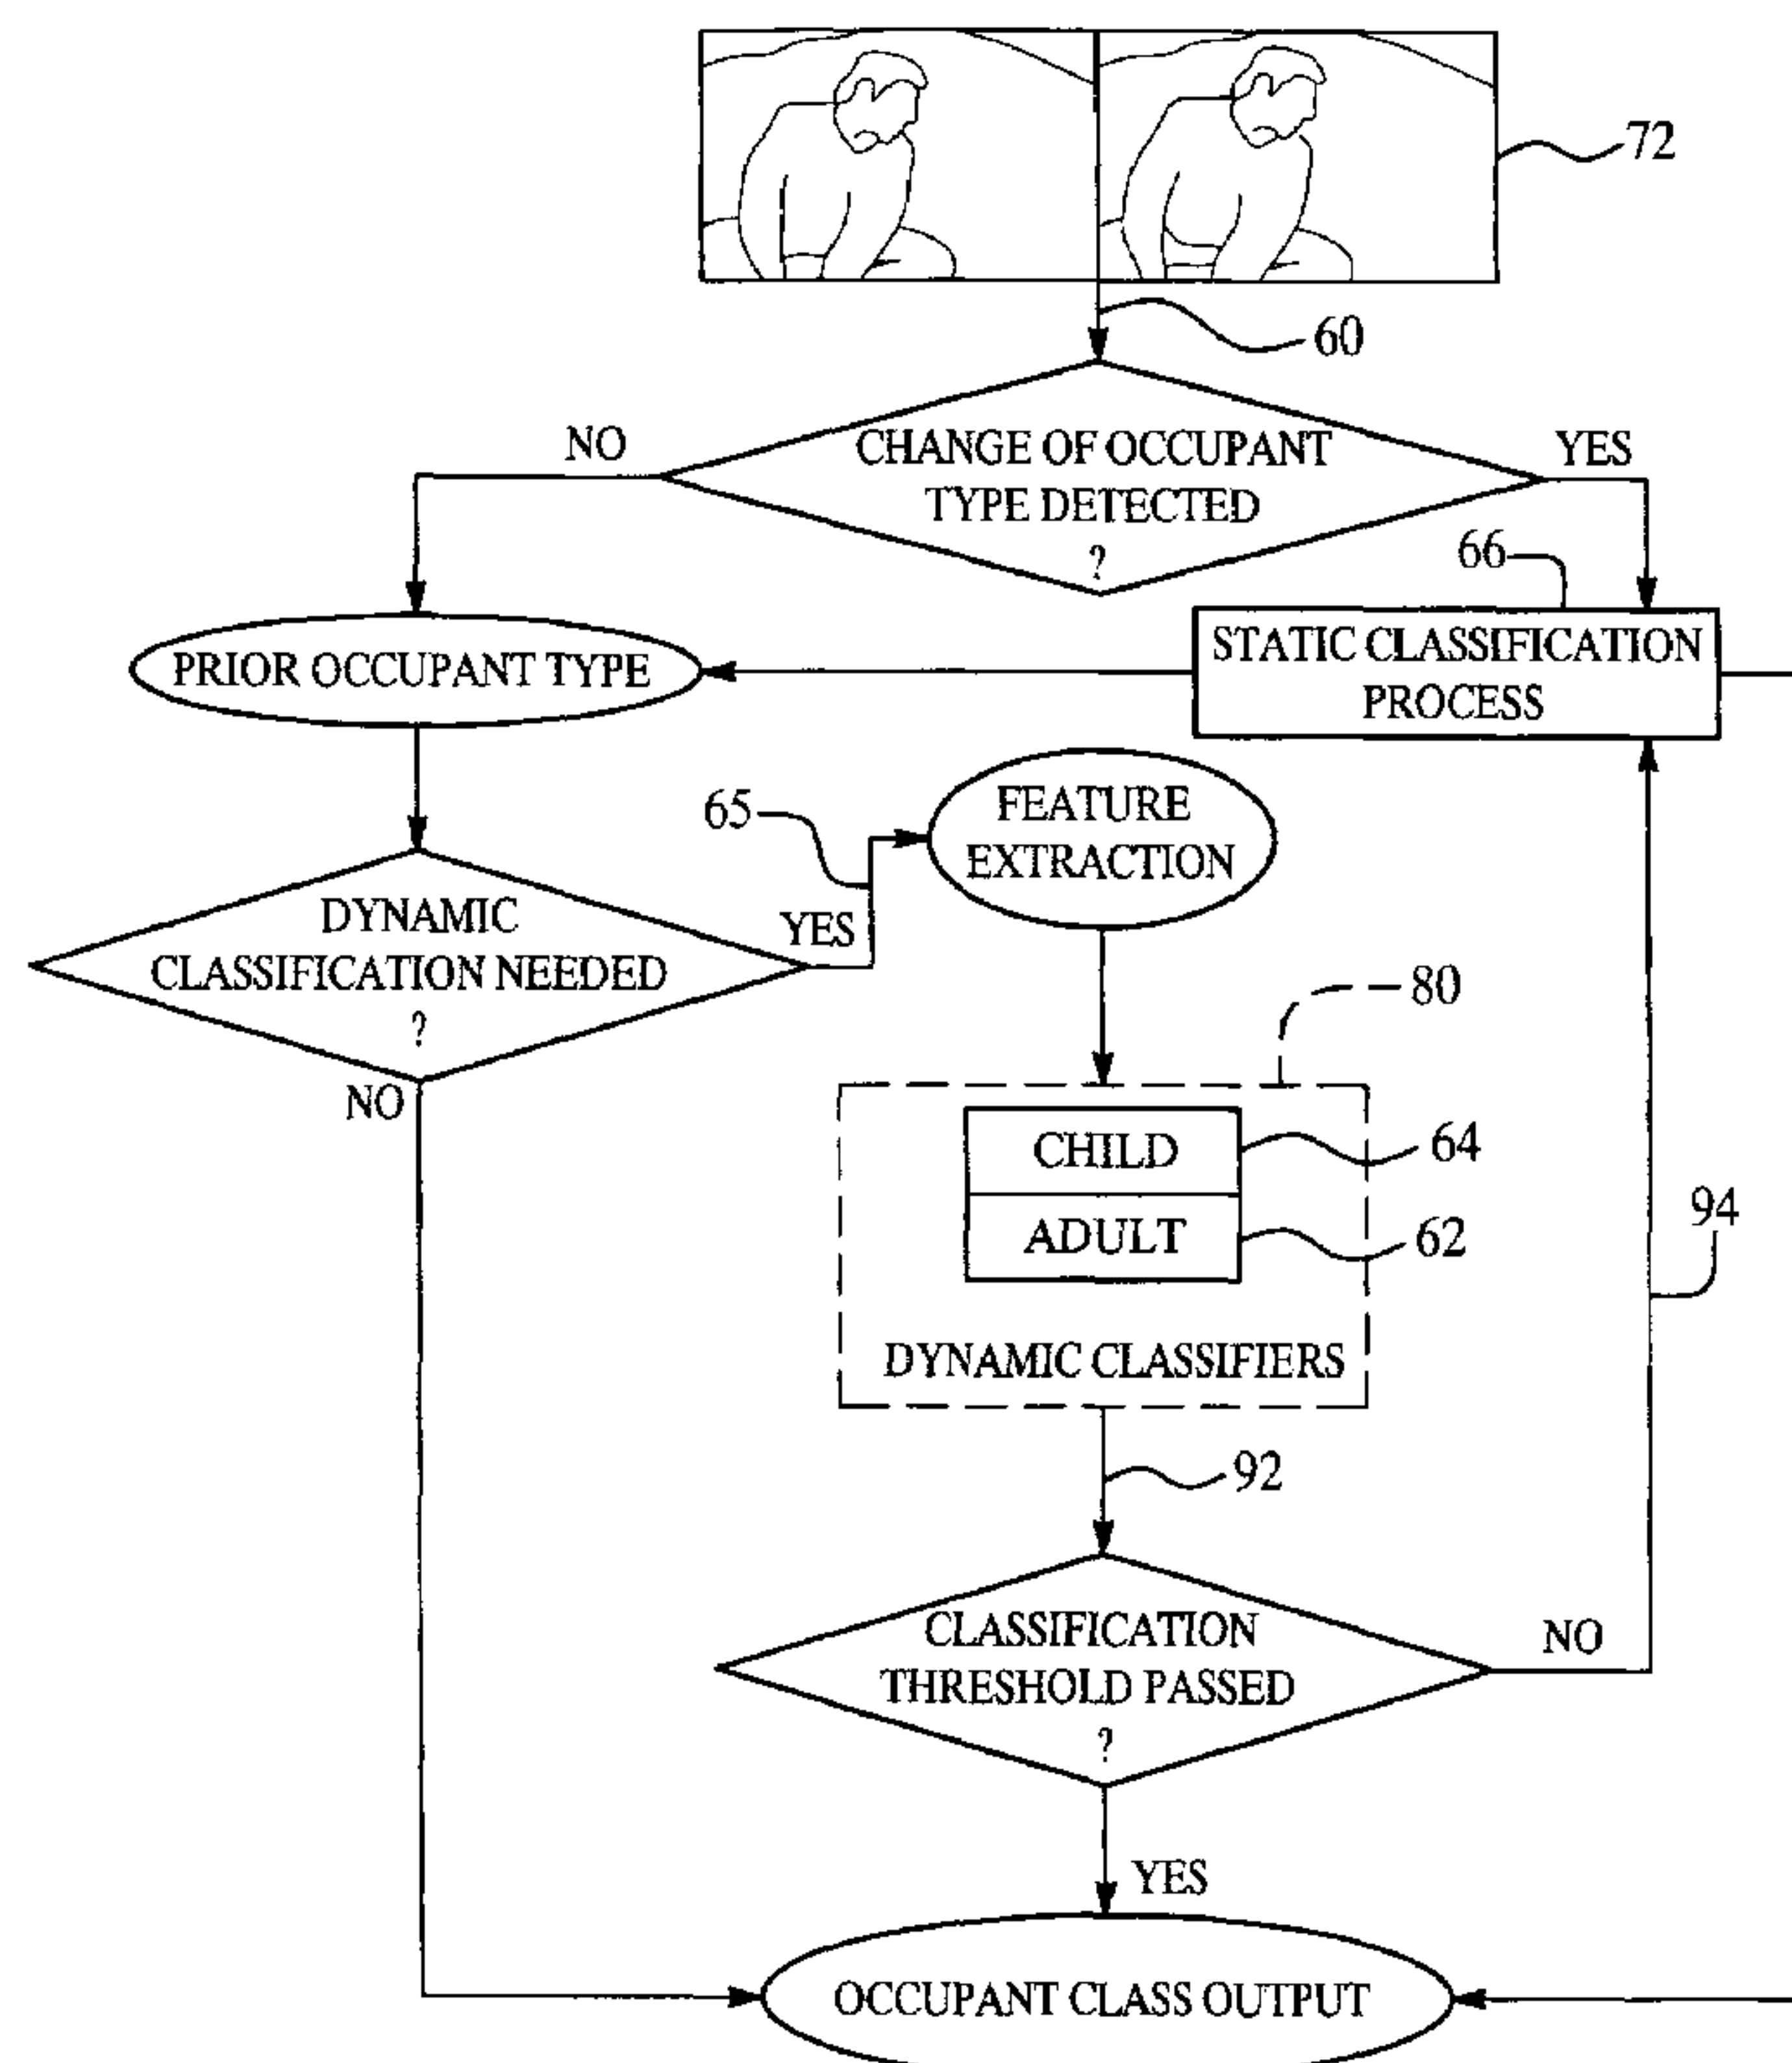 72
60
NO
CHANGE OF OCCUPANT
TYPE DETECTED
?
YES
66
PRIOR OCCUPANT TYPE
STATIC CLASSIFICATION
PROCESS
65
FEATURE
EXTRACTION
DYNAMIC
CLASSIFICATION NEEDED
?
YES
NO
80
CHILD
64
ADULT
62
94
DYNAMIC CLASSIFIERS
92
CLASSIFICATION
THRESHOLD PASSED
?
NO
YES
OCCUPANT CLASS OUTPUT